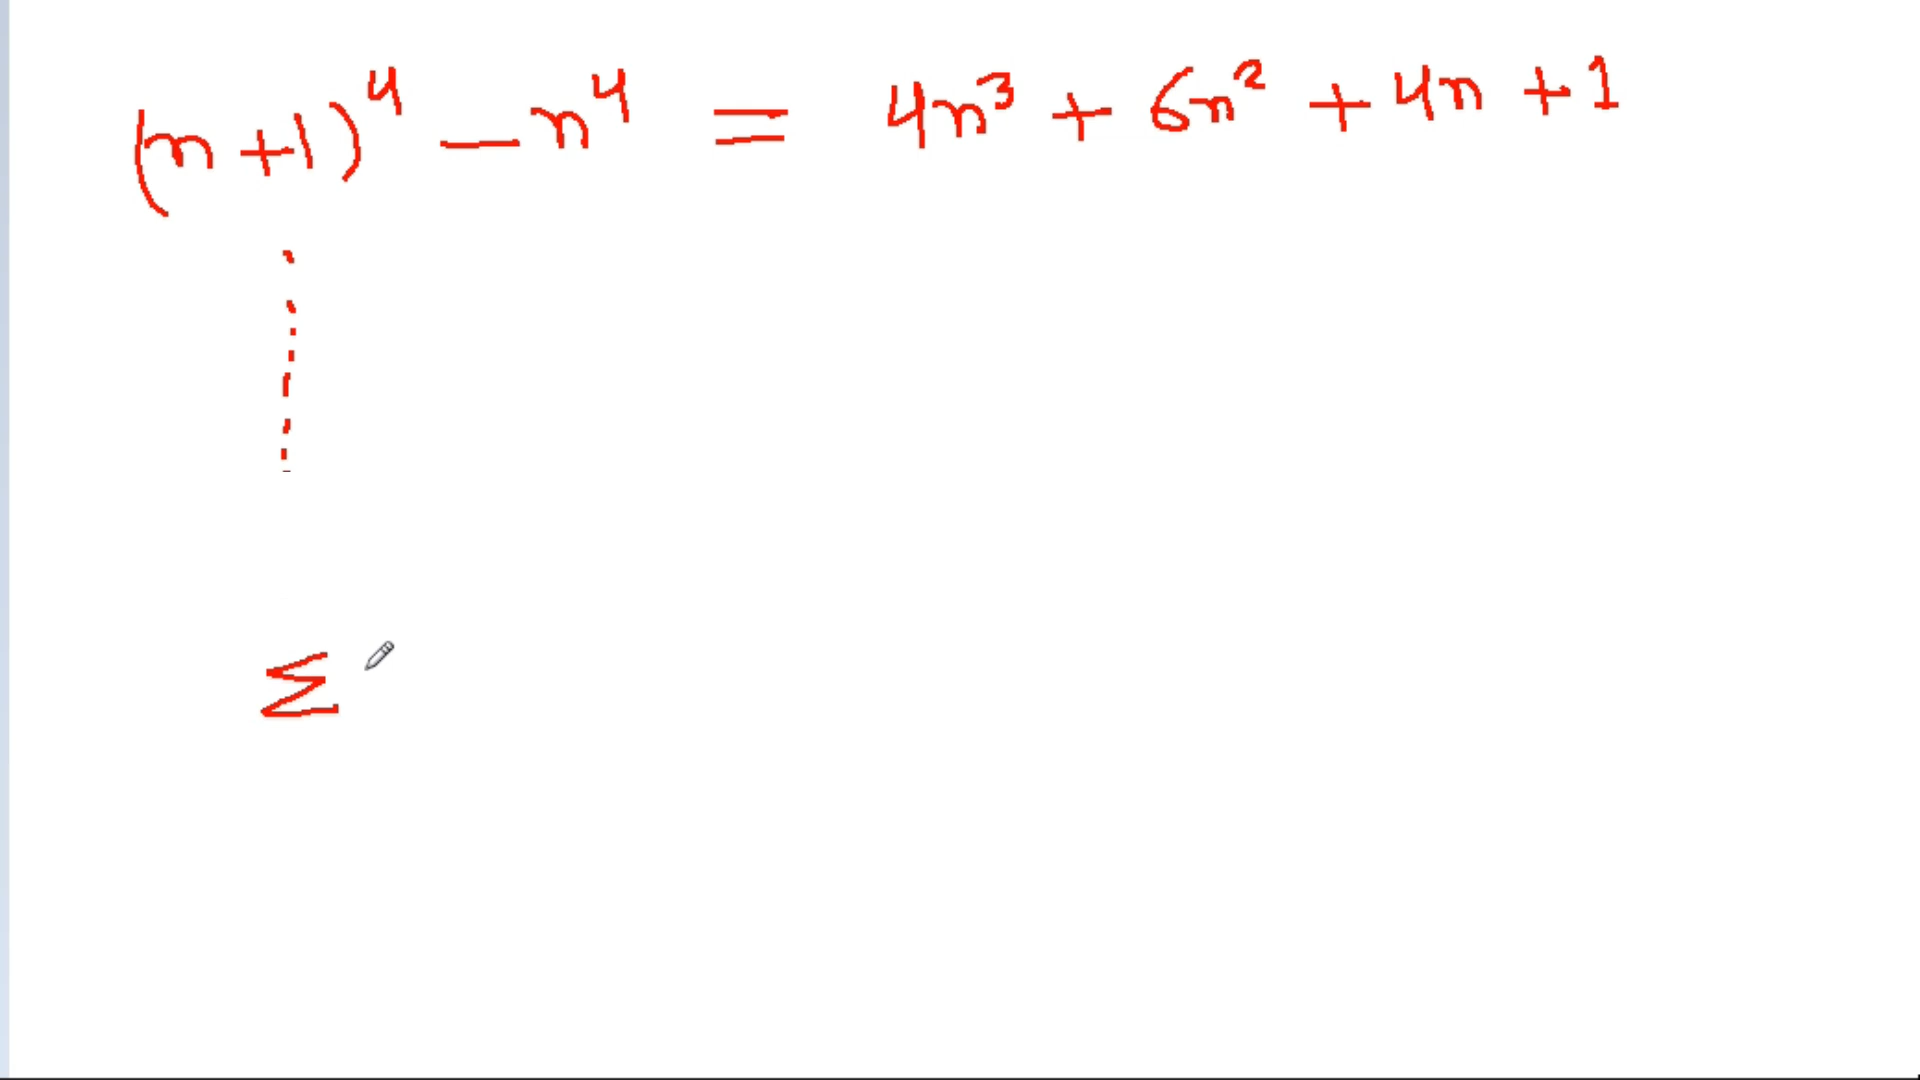 (n+1)⁴ − n⁴ = 4n³ + 6n² + 4n + 1
Σ